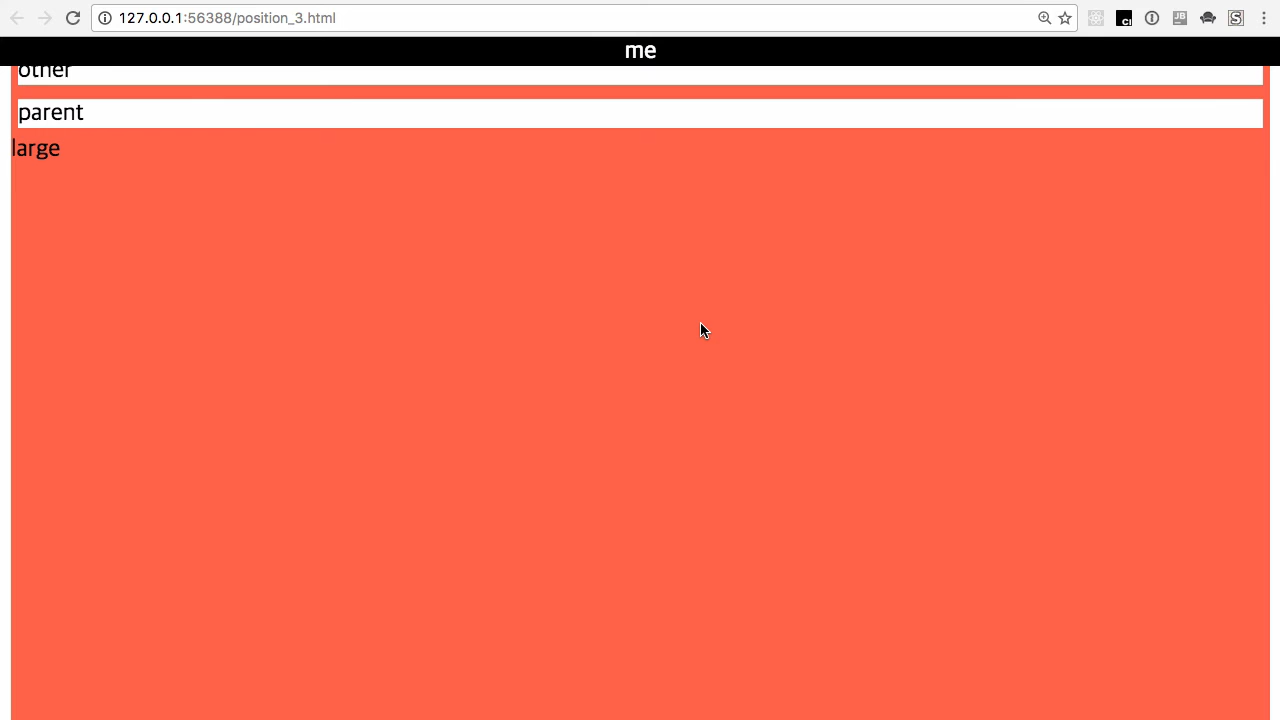 127.0.0.1:56388/position_3.html
me
other
parent
large